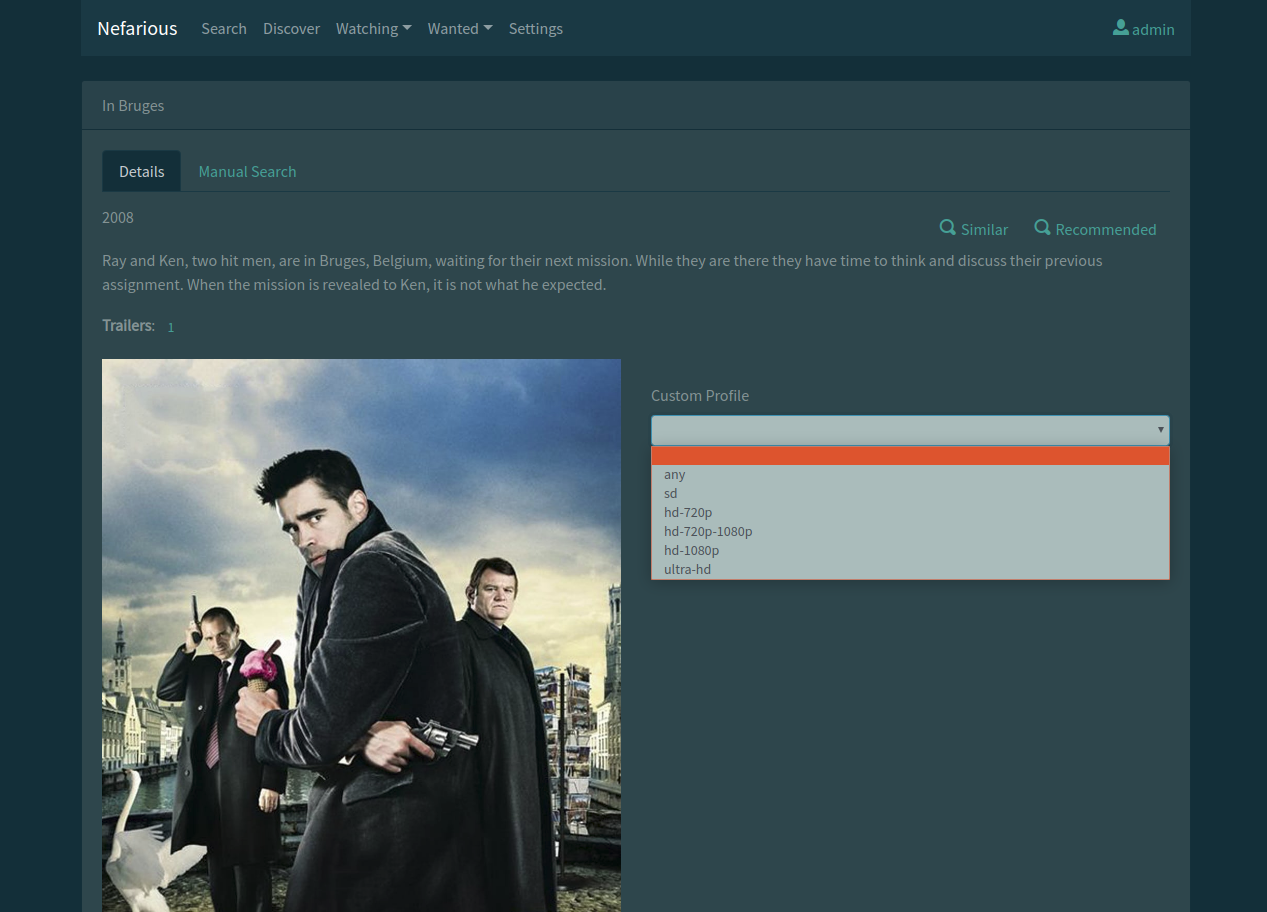 Nefarious Search Discover Watching Wanted Settings admin
In Bruges
Details Manual Search
2008
Similar Recommended
Ray and Ken, two hit men, are in Bruges, Belgium, waiting for their next mission. While they are there they have time to think and discuss their previous
assignment. When the mission is revealed to Ken, it is not what he expected.
Trailers: 1
Custom Profile
any
sd
hd-720p
hd-720p-1080p
hd-1080p
ultra-hd